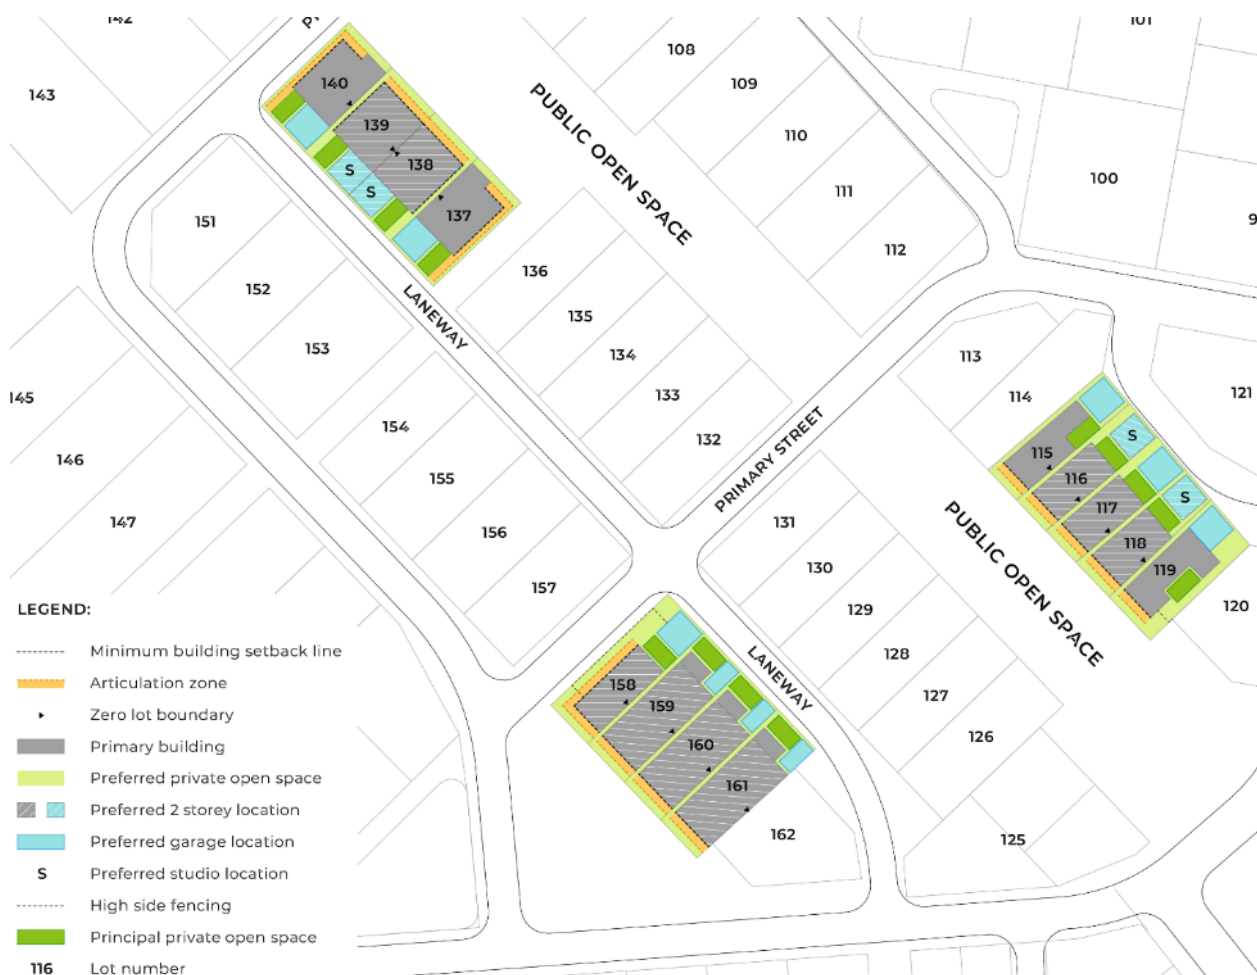 142
143
140
139
138
137
S
S
108
109
110
111
112
101
100
PUBLIC OPEN SPACE
151
152
153
LANEWAY
136
135
134
133
132
113
114
121
145
146
147
154
155
156
157
PRIMARY STREET
131
130
129
128
127
126
125
115
116
117
118
119
120
S
S
PUBLIC OPEN SPACE
158
159
160
161
162
LANEWAY
LEGEND:
Minimum building setback line
Articulation zone
Zero lot boundary
Primary building
Preferred private open space
Preferred 2 storey location
Preferred garage location
S Preferred studio location
High side fencing
Principal private open space
116 Lot number